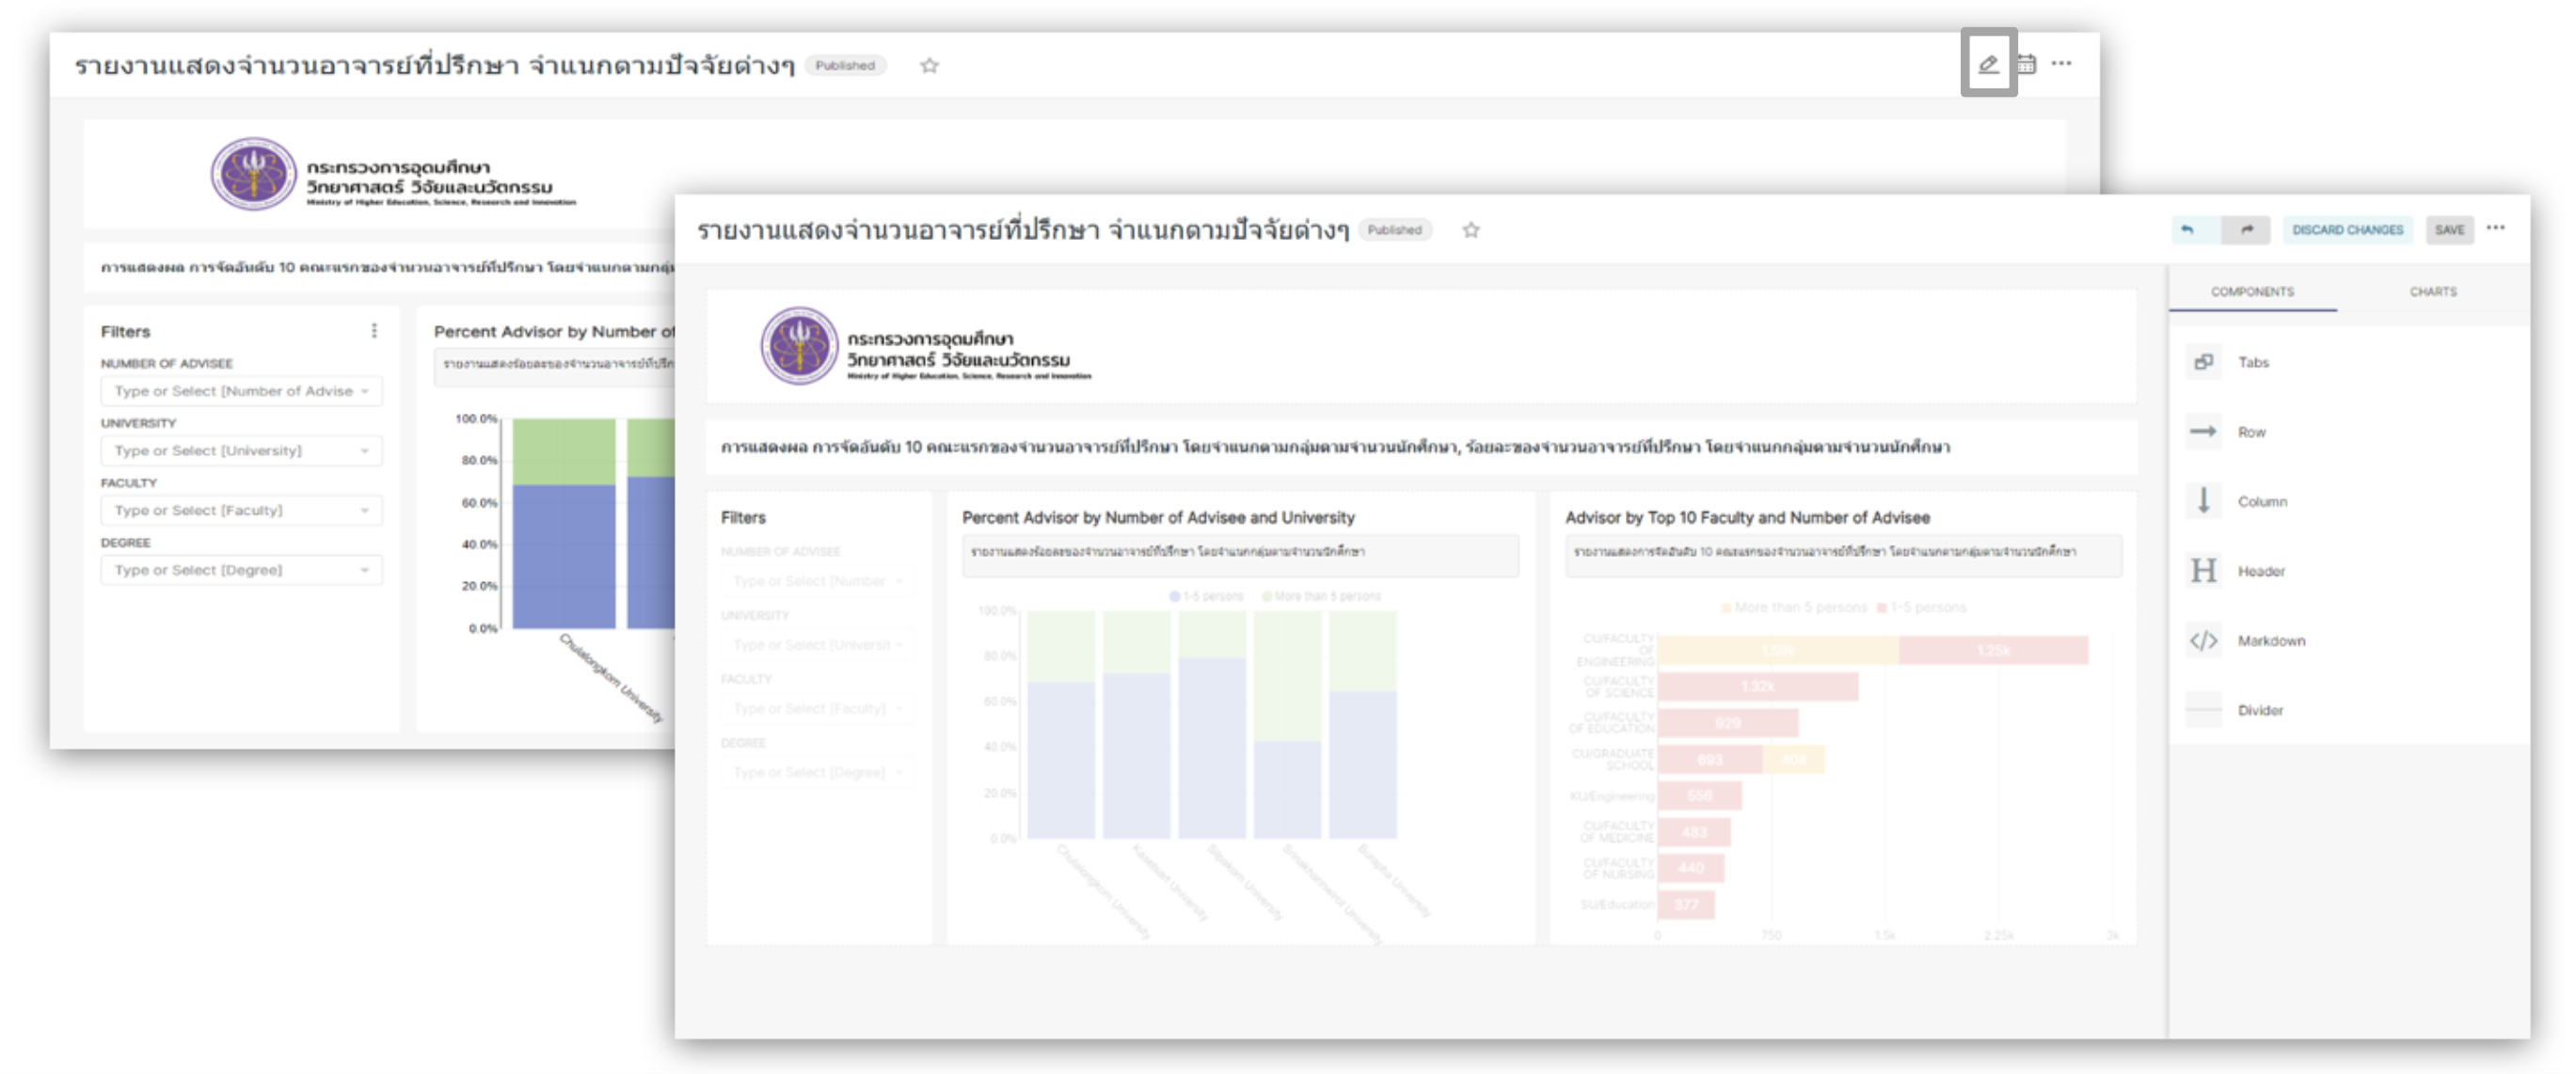 รายงานแสดงจำนวนอาจารย์ที่ปรึกษา จำแนกตามปัจจัยต่างๆ Published
กระทรวงการอุดมศึกษา
วิทยาศาสตร์ วิจัยและนวัตกรรม
Ministry of Higher Education, Science, Research and Innovation
การแสดงผล การจัดอันดับ 10 คณะแรกของจำนวนอาจารย์ที่ปรึกษา โดยจำแนกตามกลุ่ม
Filters
NUMBER OF ADVISEE
Type or Select [Number of Advise
UNIVERSITY
Type or Select [University]
FACULTY
Type or Select [Faculty]
DEGREE
Type or Select [Degree]
Percent Advisor by Number of
รายงานแสดงร้อยละของจำนวนอาจารย์ที่ปรึก
100.0%
80.0%
60.0%
40.0%
20.0%
0.0%
Chulalongkorn University
รายงานแสดงจำนวนอาจารย์ที่ปรึกษา จำแนกตามปัจจัยต่างๆ Published
DISCARD CHANGES SAVE
กระทรวงการอุดมศึกษา
วิทยาศาสตร์ วิจัยและนวัตกรรม
Ministry of Higher Education, Science, Research and Innovation
การแสดงผล การจัดอันดับ 10 คณะแรกของจำนวนอาจารย์ที่ปรึกษา โดยจำแนกตามกลุ่มตามจำนวนนักศึกษา, ร้อยละของจำนวนอาจารย์ที่ปรึกษา โดยจำแนกกลุ่มตามจำนวนนักศึกษา
Filters
NUMBER OF ADVISEE
Type or Select [Number
UNIVERSITY
Type or Select [Universit
FACULTY
Type or Select [Faculty]
DEGREE
Type or Select [Degree]
Percent Advisor by Number of Advisee and University
รายงานแสดงร้อยละของจำนวนอาจารย์ที่ปรึกษา โดยจำแนกกลุ่มตามจำนวนนักศึกษา
1-5 persons More than 5 persons
100.0%
80.0%
60.0%
40.0%
20.0%
0.0%
Chulalongkorn University
Kasetsart University
Silpakorn University
Srinakharinwirot University
Burapha University
Advisor by Top 10 Faculty and Number of Advisee
รายงานแสดงการจัดอันดับ 10 คณะแรกของจำนวนอาจารย์ที่ปรึกษา โดยจำแนกตามกลุ่มตามจำนวนนักศึกษา
More than 5 persons 1-5 persons
CU/FACULTY
OF
ENGINEERING
1.25k
CU/FACULTY
OF SCIENCE
1.32k
CU/FACULTY
OF EDUCATION
929
CU/GRADUATE
SCHOOL
693
KU/Engineering
556
CU/FACULTY
OF MEDICINE
483
CU/FACULTY
OF NURSING
440
SU/Education
377
0 750 1.5k 2.25k 3k
COMPONENTS CHARTS
Tabs
Row
Column
Header
Markdown
Divider